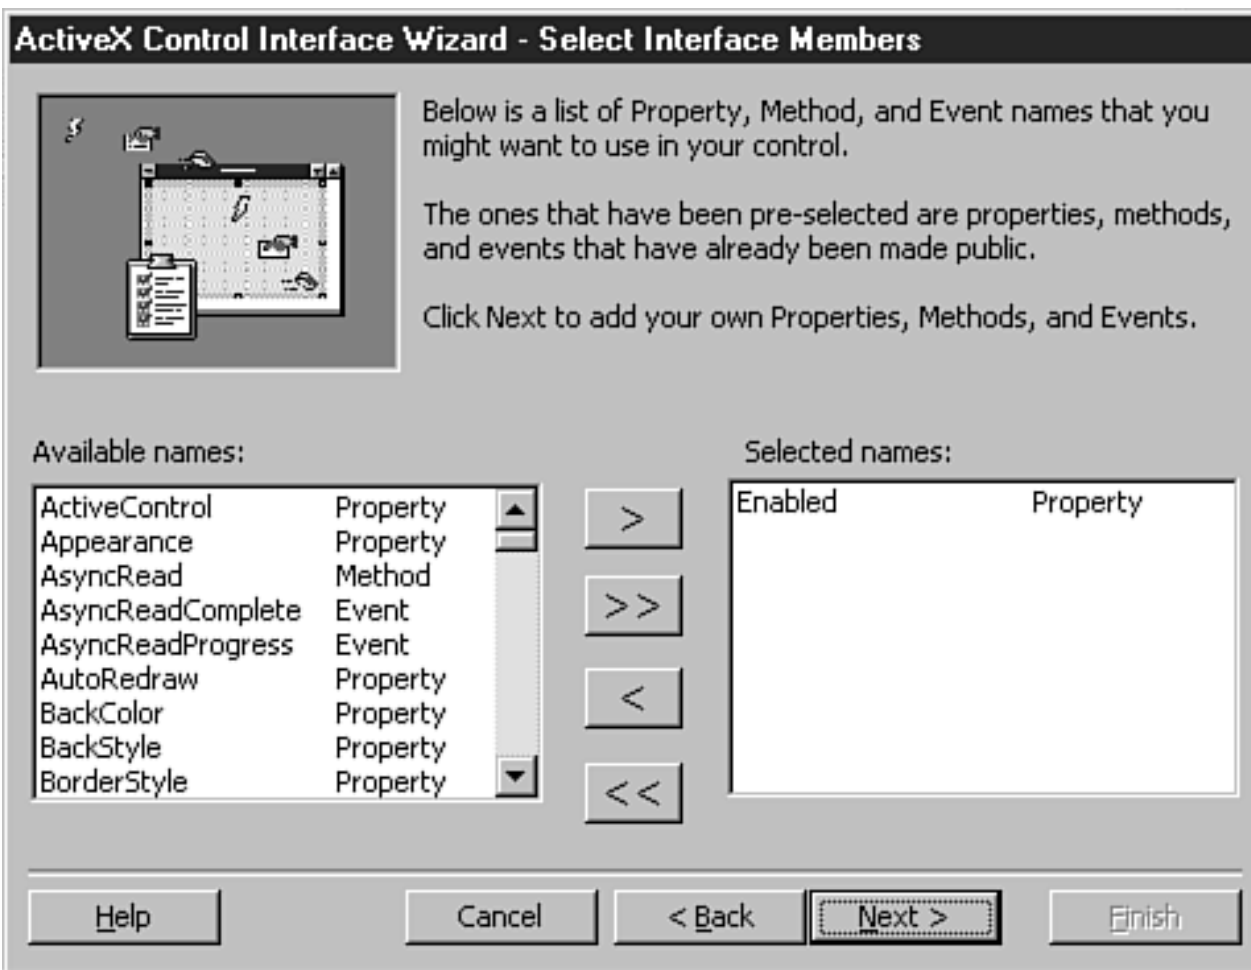 ActiveX Control Interface Wizard - Select Interface Members
Below is a list of Property, Method, and Event names that you
might want to use in your control.
The ones that have been pre-selected are properties, methods,
and events that have already been made public.
Click Next to add your own Properties, Methods, and Events.
Available names:
ActiveControl Property
Appearance Property
AsyncRead Method
AsyncReadComplete Event
AsyncReadProgress Event
AutoRedraw Property
BackColor Property
BackStyle Property
BorderStyle Property
>
>>
<
<<
Selected names:
Enabled Property
Help
Cancel
< Back
Next >
Finish